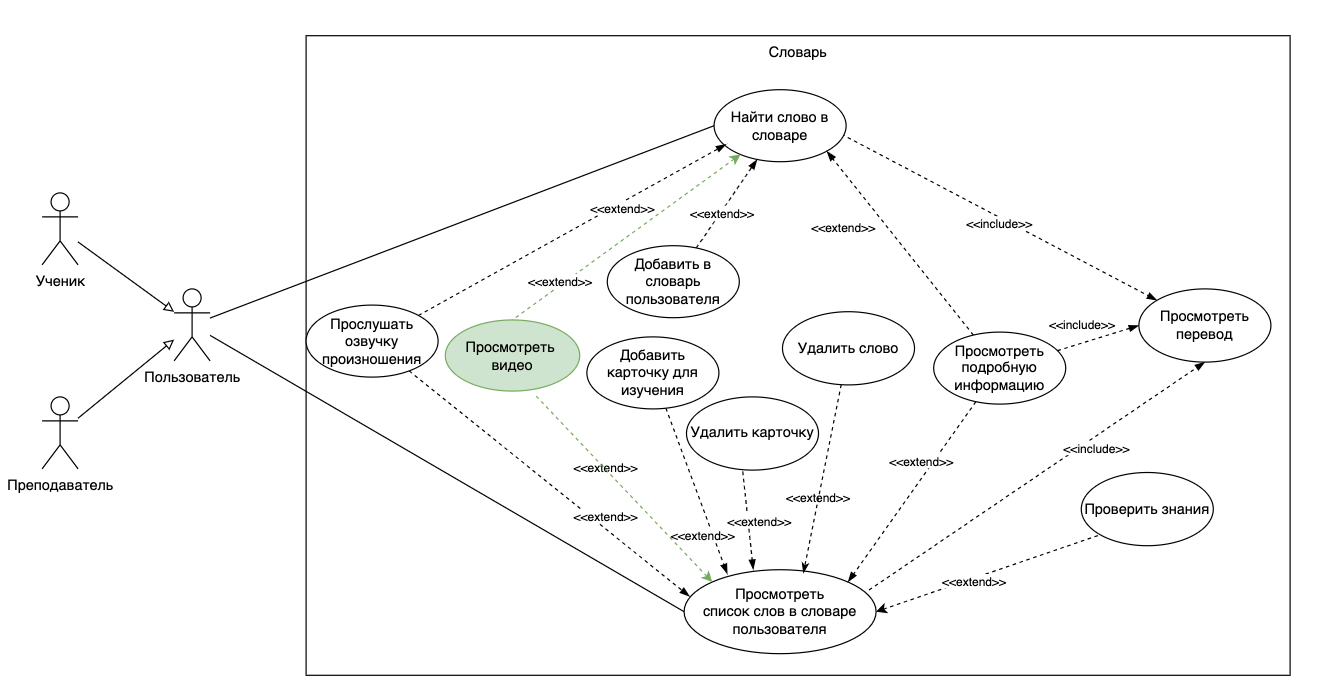 Словарь
Найти слово в
словаре
<<extend>>
<<extend>>
<<extend>>
<<include>>
Ученик
Добавить в
словарь
пользователя
<<extend>>
Прослушать
озвучку
произношения
Просмотреть
видео
Добавить
карточку для
изучения
Удалить слово
Просмотреть
подробную
информацию
<<include>>
Просмотреть
перевод
Пользователь
Удалить карточку
Преподаватель
<<extend>>
<<extend>>
<<include>>
<<extend>>
<<extend>>
<<extend>>
<<extend>>
Проверить знания
<<extend>>
Просмотреть
список слов в словаре
пользователя